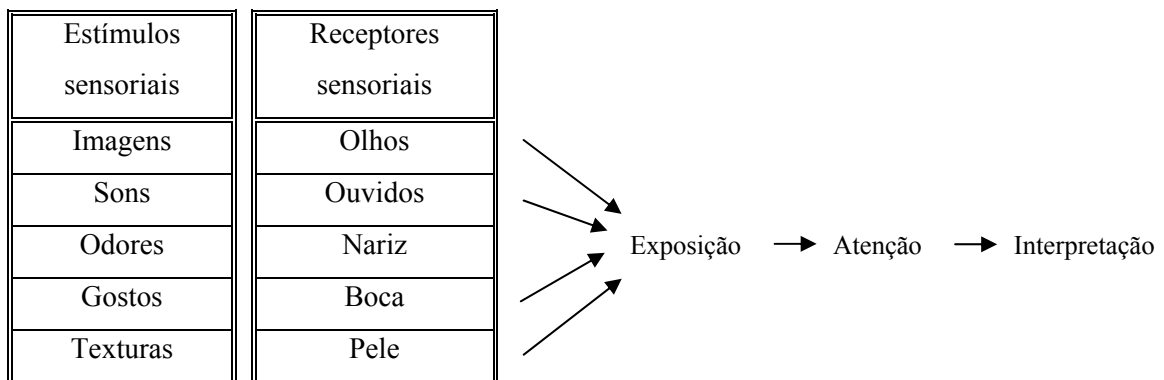 Estímulos
sensoriais
Receptores
sensoriais
Imagens
Olhos
Sons
Ouvidos
Odores
Nariz
Exposição
Atenção
Interpretação
Gostos
Boca
Texturas
Pele